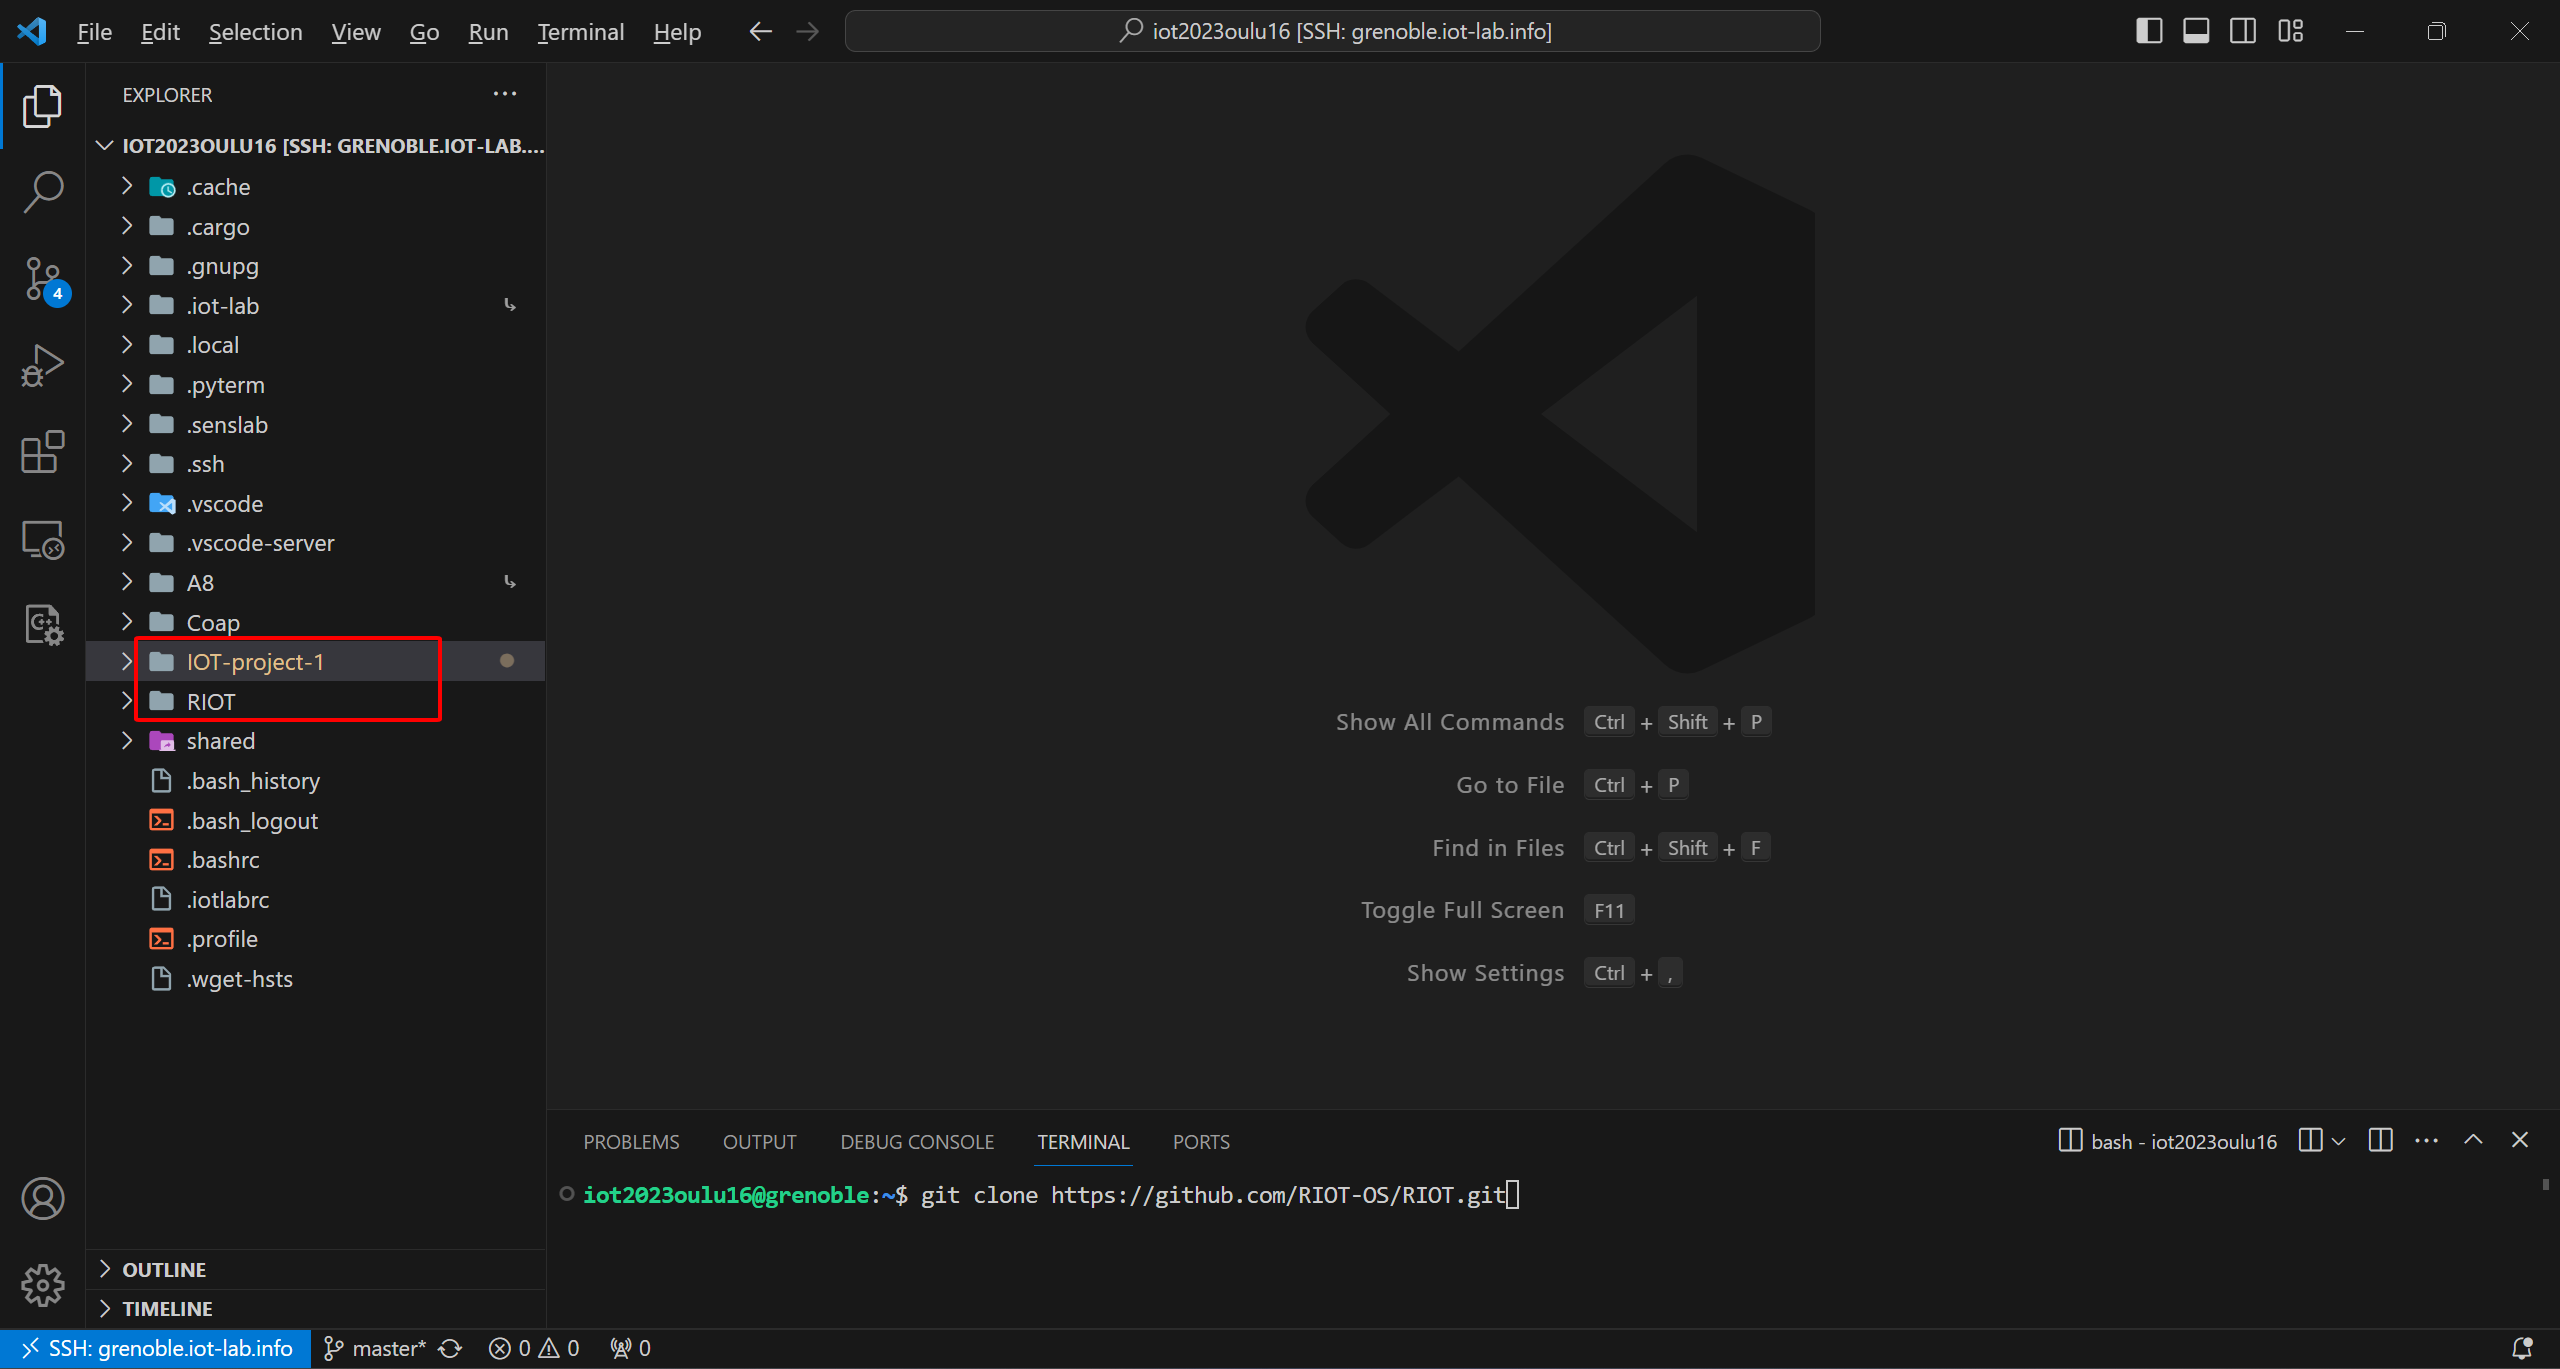 File Edit Selection View Go Run Terminal Help
iot2023oulu16 [SSH: grenoble.iot-lab.info]
EXPLORER
IOT2023OULU16 [SSH: GRENOBLE.IOT-LAB....
.cache
.cargo
.gnupg
.iot-lab
.local
.pyterm
.senslab
.ssh
.vscode
.vscode-server
A8
Coap
IOT-project-1
RIOT
shared
.bash_history
.bash_logout
.bashrc
.iotlabrc
.profile
.wget-hsts
OUTLINE
TIMELINE
4
Show All Commands Ctrl + Shift + P
Go to File Ctrl + P
Find in Files Ctrl + Shift + F
Toggle Full Screen F11
Show Settings Ctrl + ,
PROBLEMS OUTPUT DEBUG CONSOLE TERMINAL PORTS
bash - iot2023oulu16
iot2023oulu16@grenoble:~$ git clone https://github.com/RIOT-OS/RIOT.git
SSH: grenoble.iot-lab.info master* 0 0 0